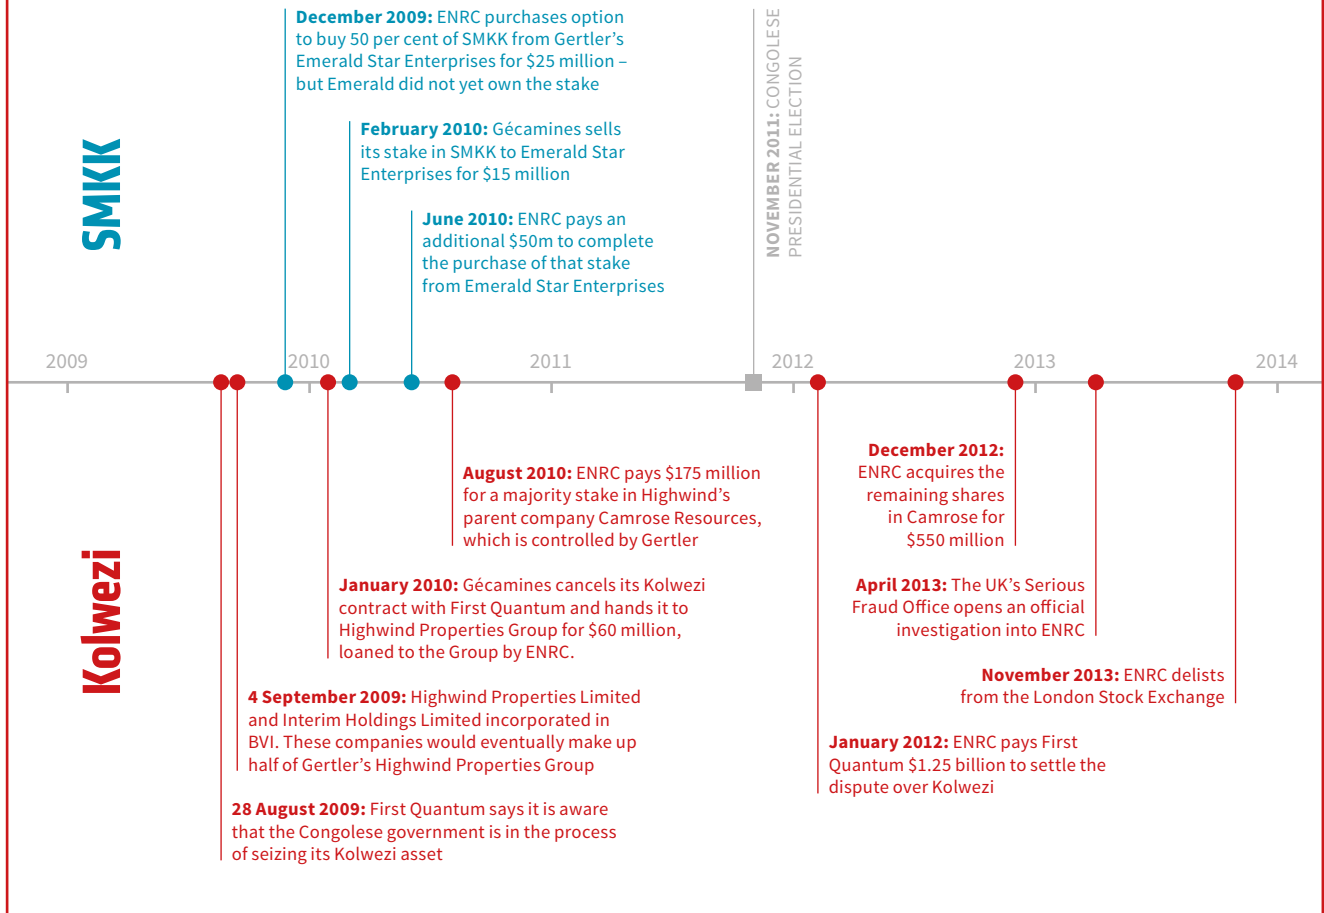 SMKK
December 2009: ENRC purchases option
to buy 50 per cent of SMKK from Gertler's
Emerald Star Enterprises for $25 million –
but Emerald did not yet own the stake
February 2010: Gécamines sells
its stake in SMKK to Emerald Star
Enterprises for $15 million
June 2010: ENRC pays an
additional $50m to complete
the purchase of that stake
from Emerald Star Enterprises
NOVEMBER 2011: CONGOLESE
PRESIDENTIAL ELECTION
2009 2010 2011 2012 2013 2014
Kolwezi
August 2010: ENRC pays $175 million
for a majority stake in Highwind's
parent company Camrose Resources,
which is controlled by Gertler
January 2010: Gécamines cancels its Kolwezi
contract with First Quantum and hands it to
Highwind Properties Group for $60 million,
loaned to the Group by ENRC.
4 September 2009: Highwind Properties Limited
and Interim Holdings Limited incorporated in
BVI. These companies would eventually make up
half of Gertler's Highwind Properties Group
28 August 2009: First Quantum says it is aware
that the Congolese government is in the process
of seizing its Kolwezi asset
December 2012:
ENRC acquires the
remaining shares
in Camrose for
$550 million
April 2013: The UK's Serious
Fraud Office opens an official
investigation into ENRC
November 2013: ENRC delists
from the London Stock Exchange
January 2012: ENRC pays First
Quantum $1.25 billion to settle the
dispute over Kolwezi